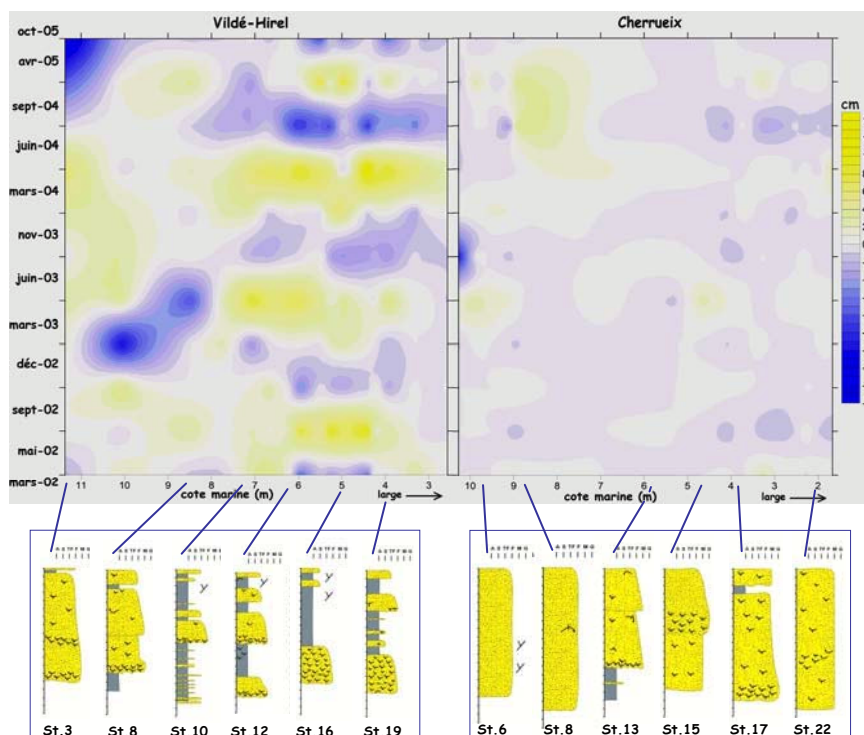 Vildé-Hirel
Cherrueix
oct-05
avr-05
sept-04
juin-04
mars-04
nov-03
juin-03
mars-03
déc-02
sept-02
mai-02
mars-02
cm
11 10 9 8 7 6 5 4 3
cote marine (m)
large
10 9 8 7 6 5 4 3 2
cote marine (m)
large
St.3 St 8 St 10 St 12 St 16 St 19
St.6 St.8 St.13 St.15 St.17 St.22